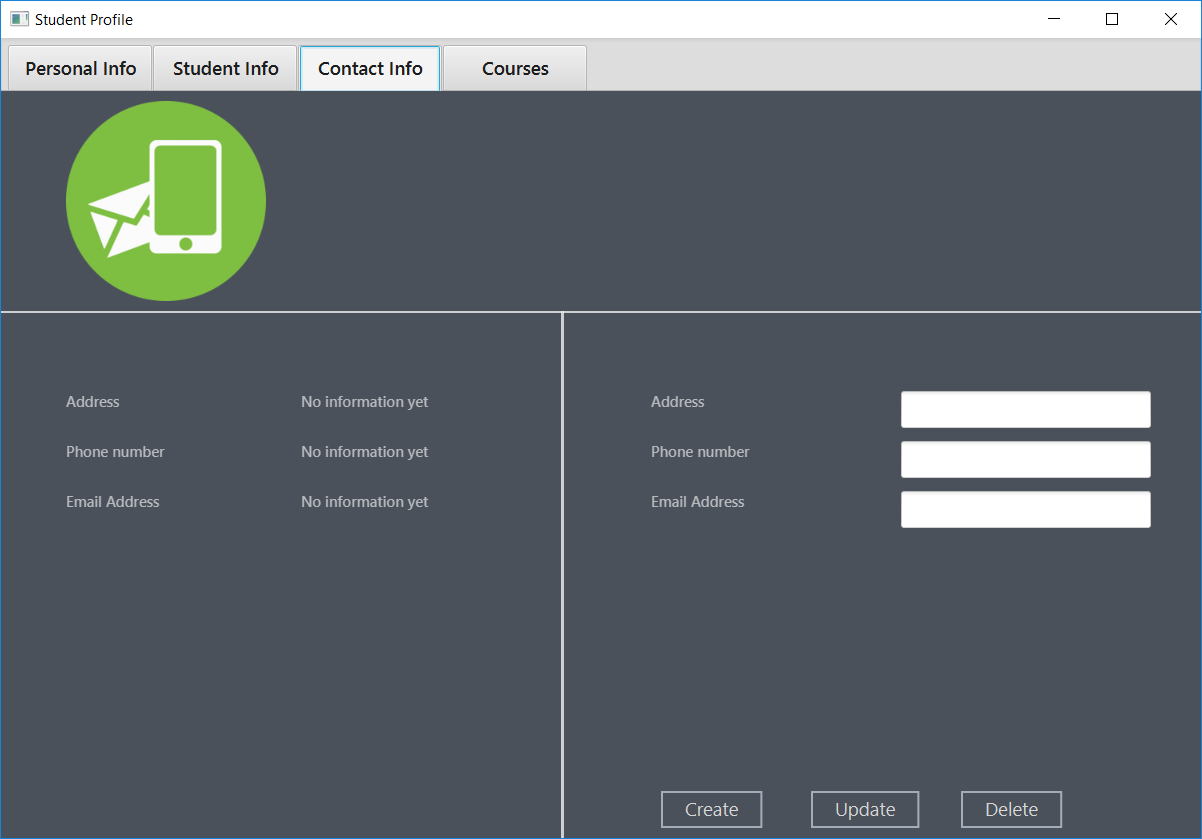 Student Profile
Personal Info Student Info Contact Info Courses
Address No information yet
Phone number No information yet
Email Address No information yet
Address
Phone number
Email Address
Create Update Delete